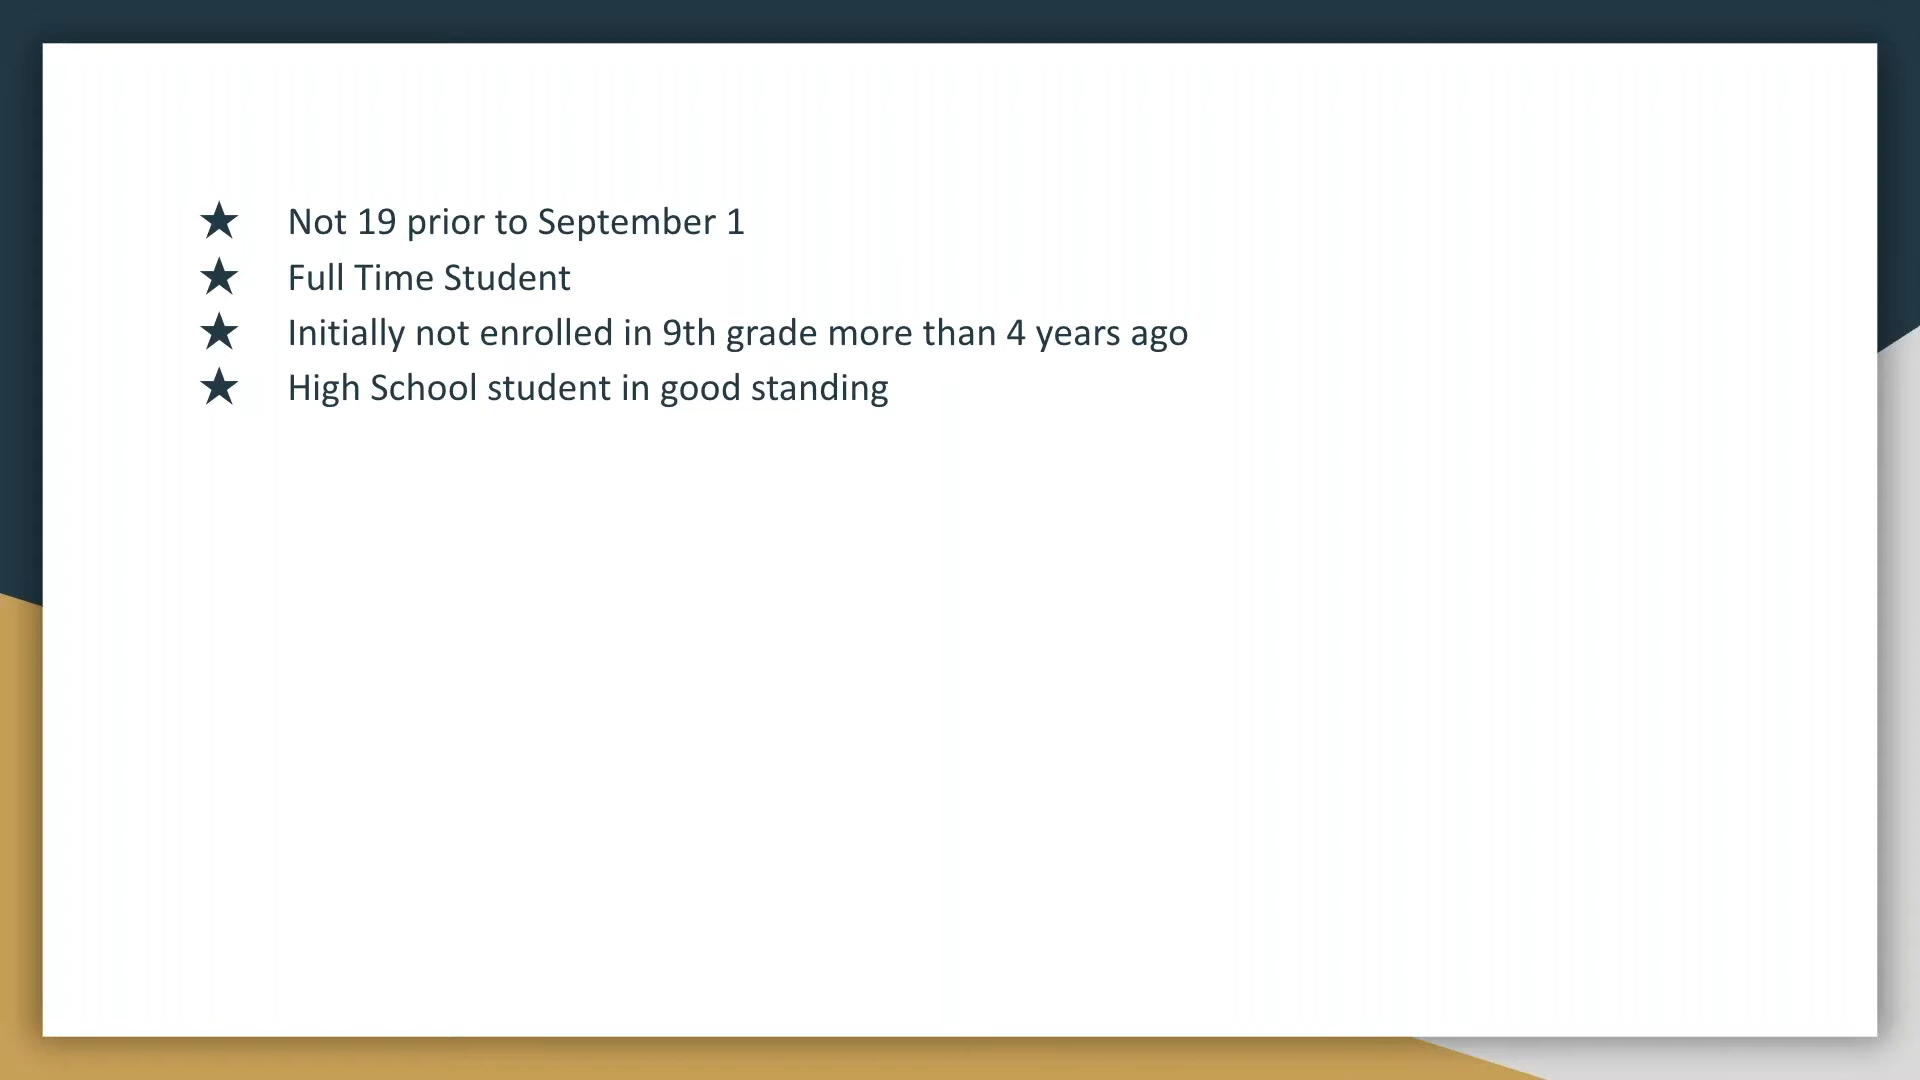 ★ Not 19 prior to September 1
★ Full Time Student
★ Initially not enrolled in 9th grade more than 4 years ago
★ High School student in good standing